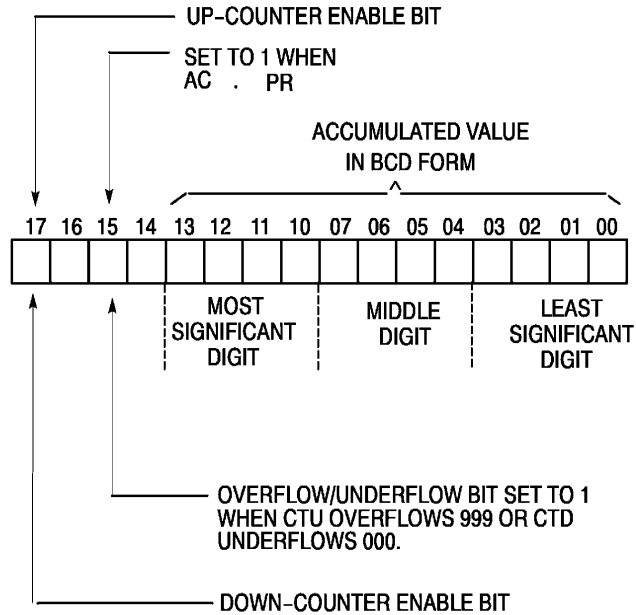 UP-COUNTER ENABLE BIT
SET TO 1 WHEN
AC . PR
ACCUMULATED VALUE
IN BCD FORM
17 16 15 14 13 12 11 10 07 06 05 04 03 02 01 00
MOST
SIGNIFICANT
DIGIT
MIDDLE
DIGIT
LEAST
SIGNIFICANT
DIGIT
OVERFLOW/UNDERFLOW BIT SET TO 1
WHEN CTU OVERFLOWS 999 OR CTD
UNDERFLOWS 000.
DOWN-COUNTER ENABLE BIT